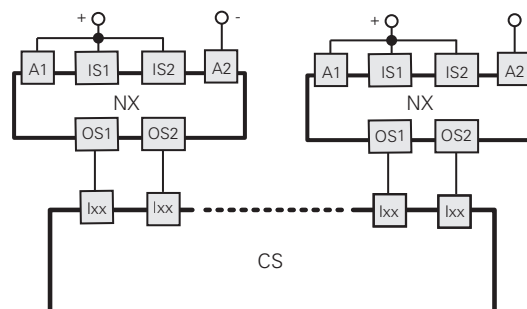 + - +
A1 IS1 IS2 A2 A1 IS1 IS2 A2
NX NX
OS1 OS2 OS1 OS2
Ixx Ixx Ixx Ixx
CS